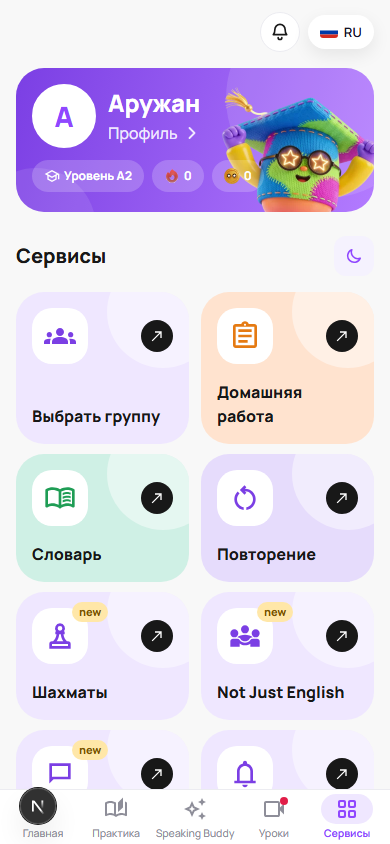 RU
А
Аружан
Профиль
Уровень A2
0
0
Сервисы
Выбрать группу
Домашняя
работа
Словарь
Повторение
new
new
Шахматы
Not Just English
new
N
Главная
Практика
Speaking Buddy
Уроки
Сервисы